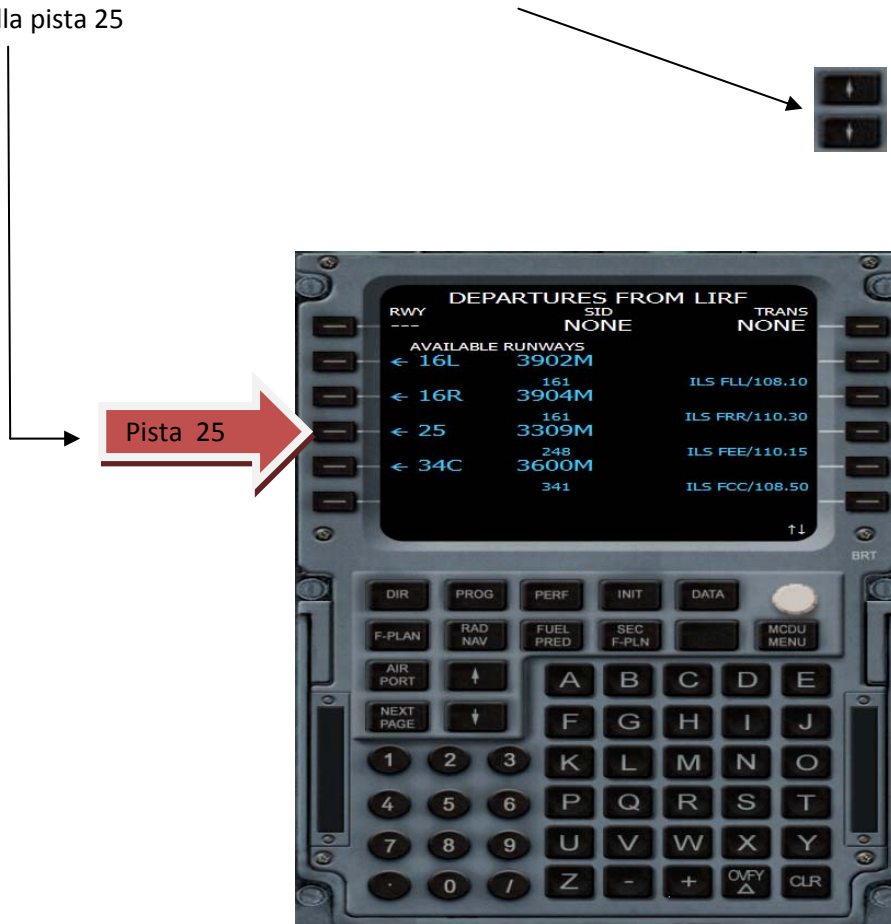 lla pista 25
DEPARTURES FROM LIRF
RWY SID TRANS
--- NONE NONE
AVAILABLE RUNWAYS
← 16L 3902M
161 ILS FLL/108.10
← 16R 3904M
161 ILS FRR/110.30
Pista 25
← 25 3309M
248 ILS FEE/110.15
← 34C 3600M
341 ILS FCC/108.50
↑↓
BRT
DIR PROG PERF INIT DATA
F-PLAN RAD NAV FUEL PRED SEC F-PLN MCDU MENU
AIR PORT
A B C D E
NEXT PAGE
F G H I J
1 2 3 K L M N O
4 5 6 P Q R S T
7 8 9 U V W X Y
. 0 / Z - + OVFY △ CLR